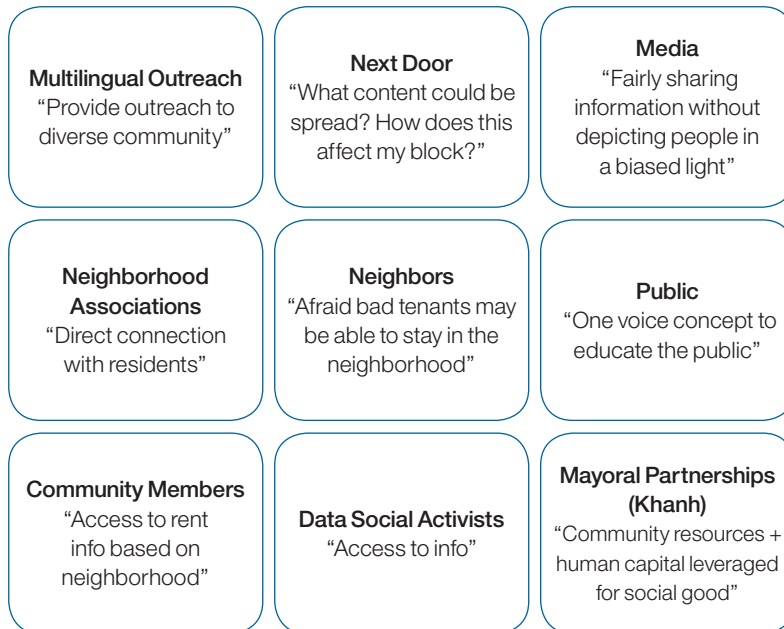 Multilingual Outreach
“Provide outreach to
diverse community”
Next Door
“What content could be
spread? How does this
affect my block?”
Media
“Fairly sharing
information without
depicting people in
a biased light”
Neighborhood
Associations
“Direct connection
with residents”
Neighbors
“Afraid bad tenants may
be able to stay in the
neighborhood”
Public
“One voice concept to
educate the public”
Community Members
“Access to rent
info based on
neighborhood”
Data Social Activists
“Access to info”
Mayoral Partnerships
(Khanh)
“Community resources +
human capital leveraged
for social good”